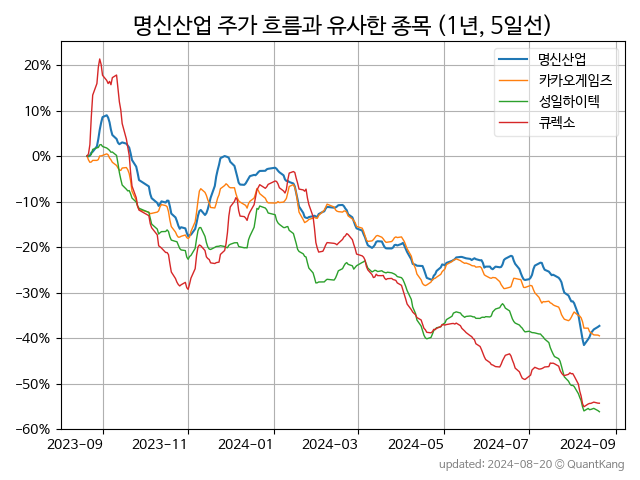 명신산업 주가 흐름과 유사한 종목 (1년, 5일선)
명신산업
카카오게임즈
성일하이텍
큐렉소
20%
10%
0%
−10%
−20%
−30%
−40%
−50%
−60%
2023-09 2023-11 2024-01 2024-03 2024-05 2024-07 2024-09
updated: 2024-08-20 © QuantKang